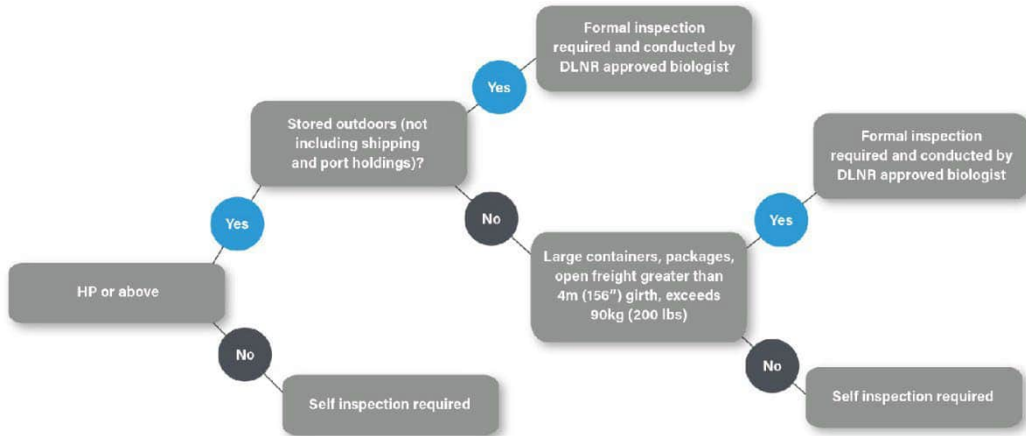 Formal inspection
required and conducted by
DLNR approved biologist
Yes
Stored outdoors (not
including shipping
and port holdings)?
Formal inspection
required and conducted by
DLNR approved biologist
Yes
No
Yes
Large containers, packages,
open freight greater than
4m (156”) girth, exceeds
90kg (200 lbs)
HP or above
No
No
Self inspection required
Self inspection required